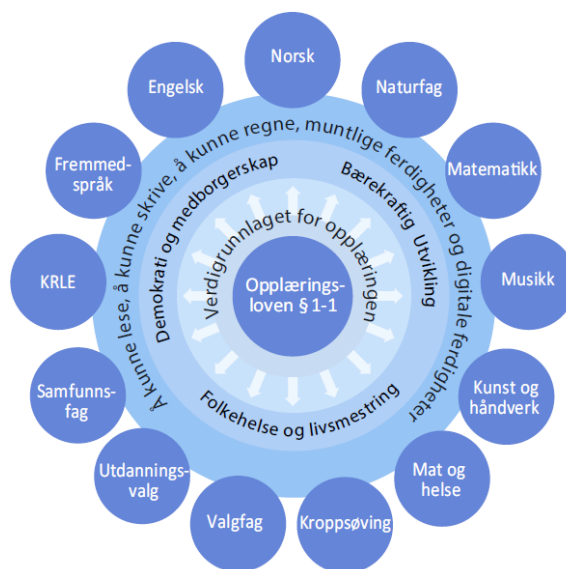 Norsk
Naturfag
Matematikk
Musikk
Kunst og
håndverk
Mat og
helse
Kroppsøving
Valgfag
Utdannings-
valg
Samfunns-
fag
KRLE
Fremmed-
språk
Engelsk
Å kunne lese, å kunne skrive, å kunne regne, muntlige ferdigheter og digitale ferdigheter
Demokrati og medborgerskap
Bærekraftig Utvikling
Folkehelse og livsmestring
Verdigrunnlaget for opplæringen
Opplærings-
loven § 1-1